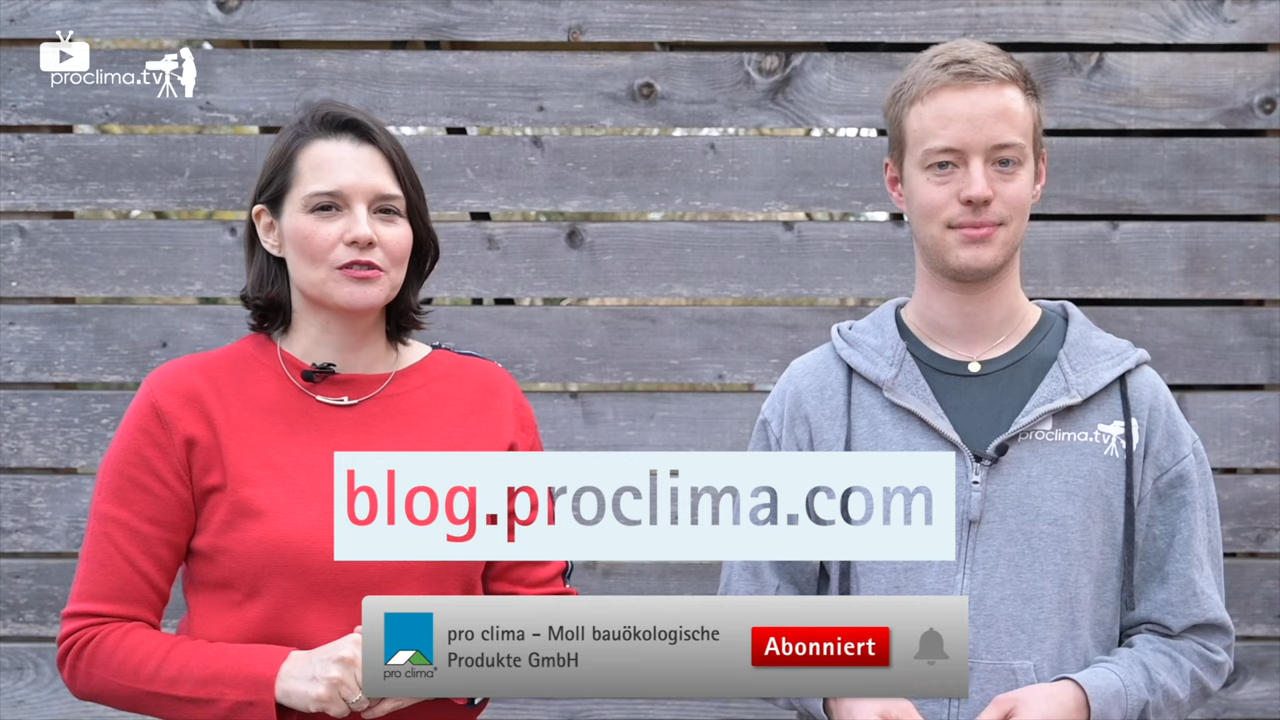 proclima.tv
proclima.tv
blog.proclima.com
pro clima - Moll bauökologische
Produkte GmbH
Abonniert
pro clima®